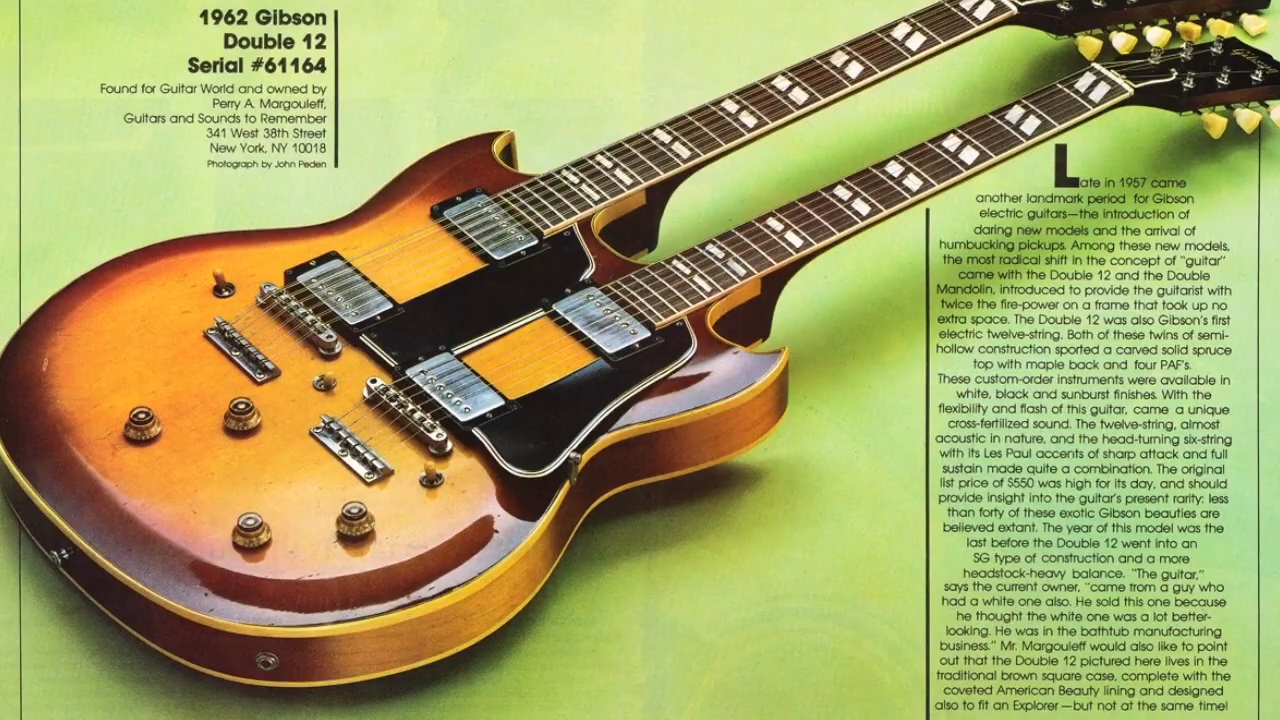 1962 Gibson
Double 12
Serial #61164
Found for Guitar World and owned by
Perry A. Margouleff,
Guitars and Sounds to Remember
341 West 38th Street
New York, NY 10018
Photograph by John Peden
Late in 1957 came
another landmark period for Gibson
electric guitars—the introduction of
daring new models and the arrival of
humbucking pickups. Among these new models,
the most radical shift in the concept of "guitar"
came with the Double 12 and the Double
Mandolin, introduced to provide the guitarist with
twice the fire-power on a frame that took up no
extra space. The Double 12 was also Gibson's first
electric twelve-string. Both of these twins of semi-
hollow construction sported a carved solid spruce
top with maple back and four PAF's.
These custom-order instruments were available in
white, black and sunburst finishes. With the
flexibility and flash of this guitar, came a unique
cross-fertilized sound. The twelve-string, almost
acoustic in nature, and the head-turning six-string
with its Les Paul accents of sharp attack and full
sustain made quite a combination. The original
list price of $550 was high for its day, and should
provide insight into the guitar's present rarity: less
than forty of these exotic Gibson beauties are
believed extant. The year of this model was the
last before the Double 12 went into an
SG type of construction and a more
headstock-heavy balance. "The guitar,"
says the current owner, "came from a guy who
had a white one also. He sold this one because
he thought the white one was a lot better-
looking. He was in the bathtub manufacturing
business." Mr. Margouleff would also like to point
out that the Double 12 pictured here lives in the
traditional brown square case, complete with the
coveted American Beauty lining and designed
also to fit an Explorer—but not at the same time!
Gibson